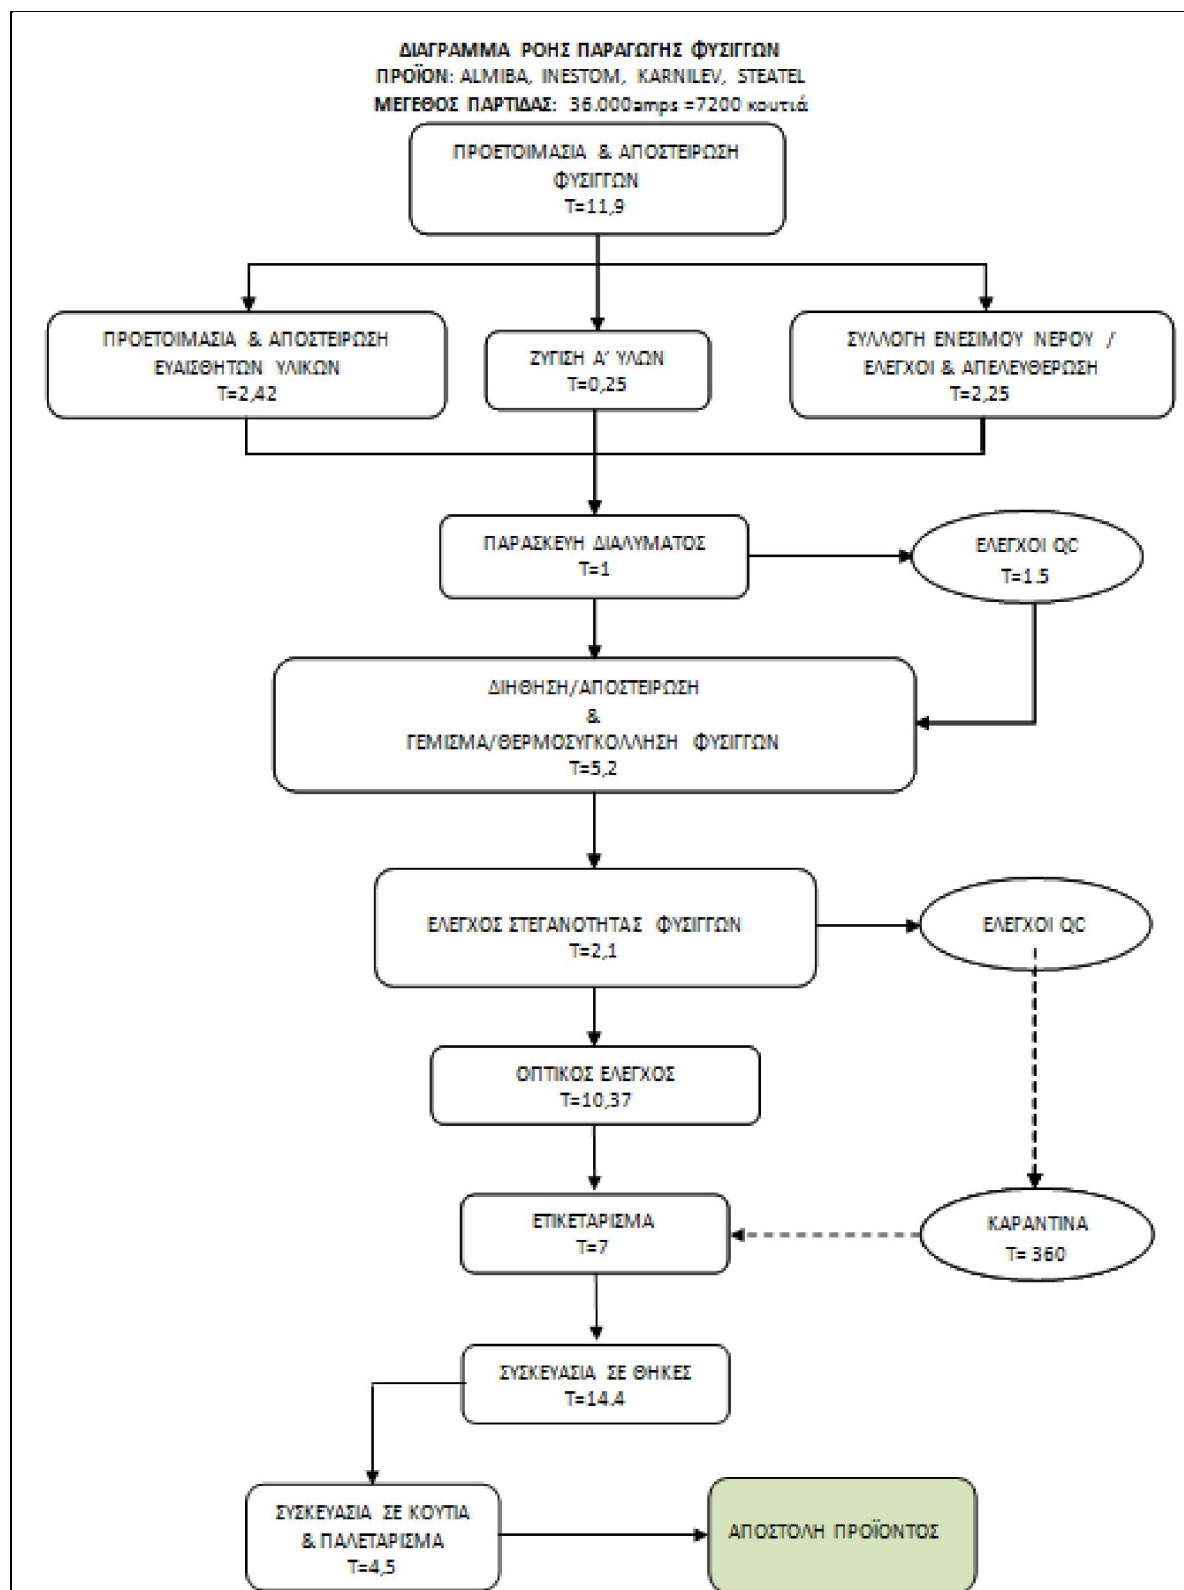 ΔΙΑΓΡΑΜΜΑ ΡΟΗΣ ΠΑΡΑΓΩΓΗΣ ΦΥΣΙΓΓΩΝ
ΠΡΟΪΟΝ: ALMIBA, INESTOM, KARNILEV, STEATEL
ΜΕΓΕΘΟΣ ΠΑΡΤΙΔΑΣ: 36.000amps =7200 κουτιά
ΠΡΟΕΤΟΙΜΑΣΙΑ & ΑΠΟΣΤΕΙΡΩΣΗ
ΦΥΣΙΓΓΩΝ
Τ=11,9
ΠΡΟΕΤΟΙΜΑΣΙΑ & ΑΠΟΣΤΕΙΡΩΣΗ
ΕΥΑΙΣΘΗΤΩΝ ΥΛΙΚΩΝ
Τ=2,42
ΖΥΓΙΣΗ Α' ΥΛΩΝ
Τ=0,25
ΣΥΛΛΟΓΗ ΕΝΕΣΙΜΟΥ ΝΕΡΟΥ /
ΕΛΕΓΧΟΙ & ΑΠΕΛΕΥΘΕΡΩΣΗ
Τ=2,25
ΠΑΡΑΣΚΕΥΗ ΔΙΑΛΥΜΑΤΟΣ
Τ=1
ΕΛΕΓΧΟΙ QC
Τ=1.5
ΔΙΗΘΗΣΗ/ΑΠΟΣΤΕΙΡΩΣΗ
&
ΓΕΜΙΣΜΑ/ΘΕΡΜΟΣΥΓΚΟΛΛΗΣΗ ΦΥΣΙΓΓΩΝ
Τ=5,2
ΕΛΕΓΧΟΣ ΣΤΕΓΑΝΟΤΗΤΑΣ ΦΥΣΙΓΓΩΝ
Τ=2,1
ΕΛΕΓΧΟΙ QC
ΟΠΤΙΚΟΣ ΕΛΕΓΧΟΣ
Τ=10,37
ΕΤΙΚΕΤΑΡΙΣΜΑ
Τ=7
ΚΑΡΑΝΤΙΝΑ
Τ= 360
ΣΥΣΚΕΥΑΣΙΑ ΣΕ ΘΗΚΕΣ
Τ=14.4
ΣΥΣΚΕΥΑΣΙΑ ΣΕ ΚΟΥΤΙΑ
& ΠΑΛΕΤΑΡΙΣΜΑ
Τ=4,5
ΑΠΟΣΤΟΛΗ ΠΡΟΪΟΝΤΟΣ